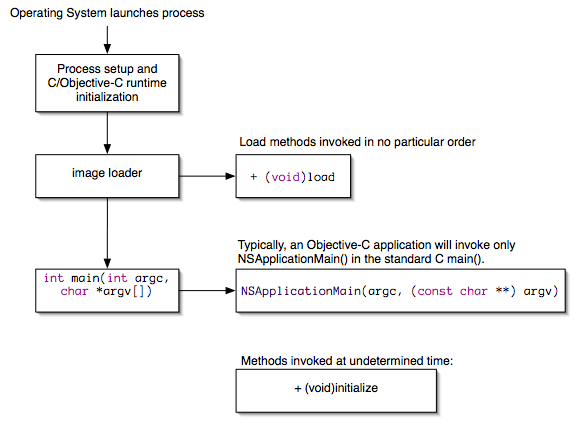 Operating System launches process
Process setup and
C/Objective-C runtime
initialization
Load methods invoked in no particular order
image loader
+ (void)load
Typically, an Objective-C application will invoke only
NSApplicationMain() in the standard C main().
int main(int argc,
char *argv[])
NSApplicationMain(argc, (const char **) argv)
Methods invoked at undetermined time:
+ (void)initialize